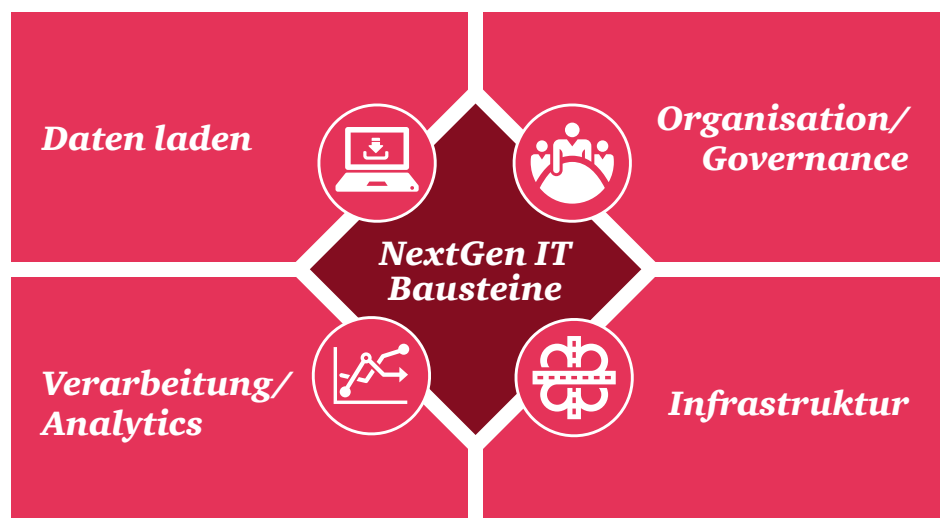 Daten laden
Organisation/
Governance
NextGen IT
Bausteine
Verarbeitung/
Analytics
Infrastruktur